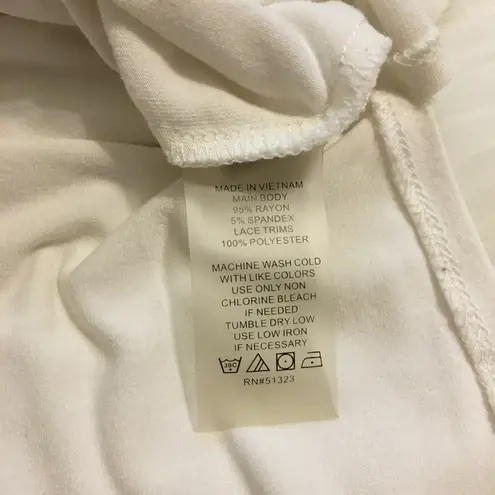 MADE IN VIETNAM
MAIN BODY
95% RAYON
5% SPANDEX
LACE TRIMS
100% POLYESTER
MACHINE WASH COLD
WITH LIKE COLORS
USE ONLY NON
CHLORINE BLEACH
IF NEEDED
TUMBLE DRY LOW
USE LOW IRON
IF NECESSARY
30C
RN#51323